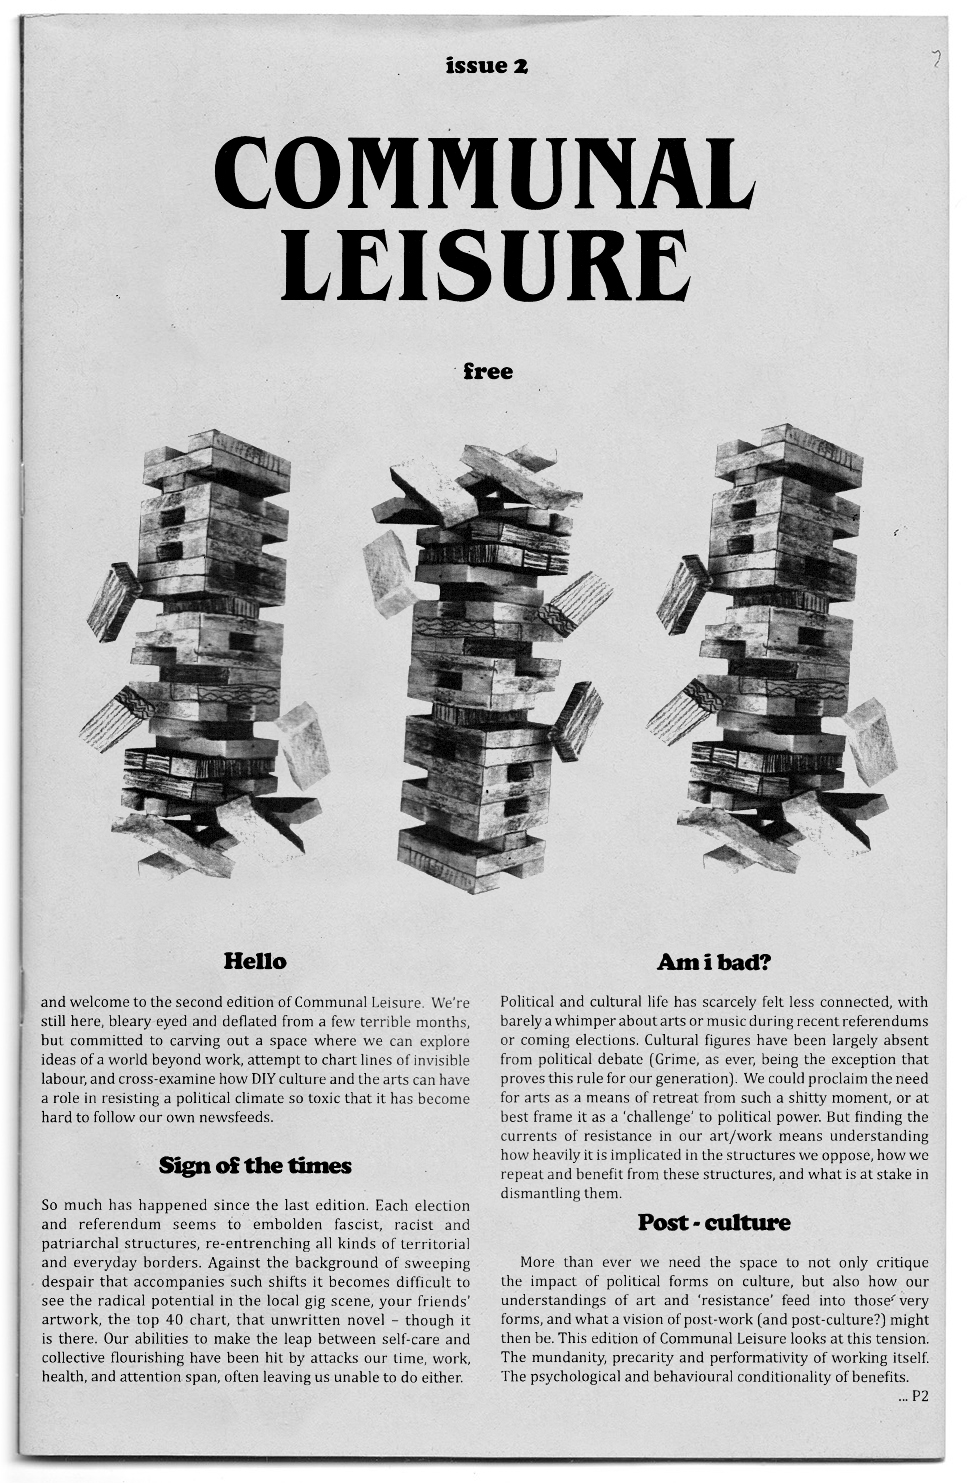 issue 2
COMMUNAL
LEISURE
free
Hello
and welcome to the second edition of Communal Leisure. We're
still here, bleary eyed and deflated from a few terrible months,
but committed to carving out a space where we can explore
ideas of a world beyond work, attempt to chart lines of invisible
labour, and cross-examine how DIY culture and the arts can have
a role in resisting a political climate so toxic that it has become
hard to follow our own newsfeeds.
Sign of the times
So much has happened since the last edition. Each election
and referendum seems to embolden fascist, racist and
patriarchal structures, re-entrenching all kinds of territorial
and everyday borders. Against the background of sweeping
despair that accompanies such shifts it becomes difficult to
see the radical potential in the local gig scene, your friends'
artwork, the top 40 chart, that unwritten novel – though it
is there. Our abilities to make the leap between self-care and
collective flourishing have been hit by attacks our time, work,
health, and attention span, often leaving us unable to do either.
Am i bad?
Political and cultural life has scarcely felt less connected, with
barely a whimper about arts or music during recent referendums
or coming elections. Cultural figures have been largely absent
from political debate (Grime, as ever, being the exception that
proves this rule for our generation). We could proclaim the need
for arts as a means of retreat from such a shitty moment, or at
best frame it as a 'challenge' to political power. But finding the
currents of resistance in our art/work means understanding
how heavily it is implicated in the structures we oppose, how we
repeat and benefit from these structures, and what is at stake in
dismantling them.
Post - culture
More than ever we need the space to not only critique
the impact of political forms on culture, but also how our
understandings of art and 'resistance' feed into those very
forms, and what a vision of post-work (and post-culture?) might
then be. This edition of Communal Leisure looks at this tension.
The mundanity, precarity and performativity of working itself.
The psychological and behavioural conditionality of benefits.
... P2